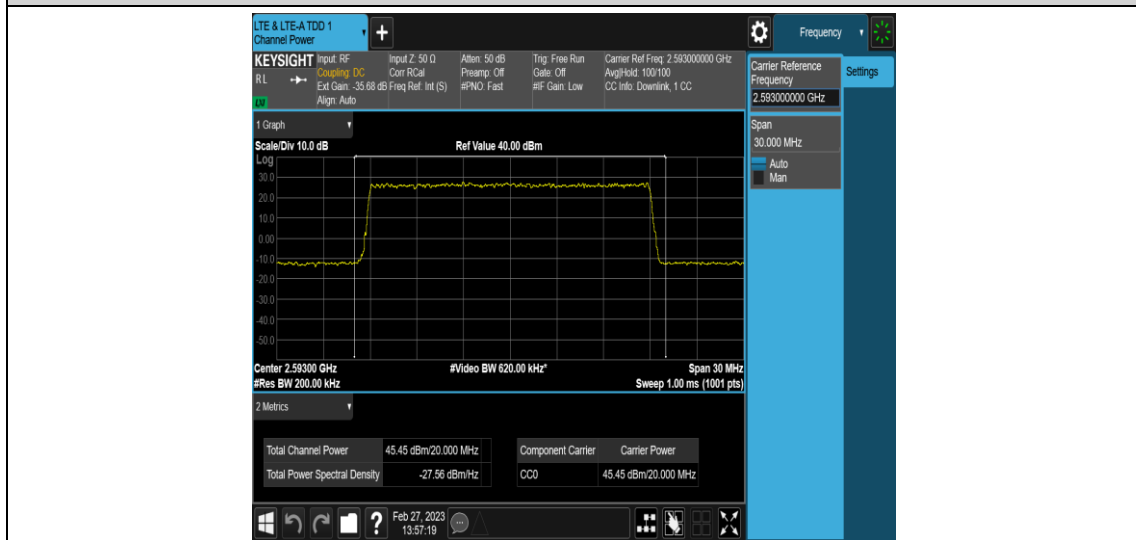 LTE & LTE-A TDD 1
Channel Power
Frequency
KEYSIGHT
RL
LXI
Input: RF
Coupling: DC
Ext Gain: -35.68 dB
Align: Auto
Input Z: 50 Ω
Corr RCal
Freq Ref: Int (S)
Atten: 50 dB
Preamp: Off
#PNO: Fast
Trig: Free Run
Gate: Off
#IF Gain: Low
Carrier Ref Freq: 2.593000000 GHz
Avg|Hold: 100/100
CC Info: Downlink, 1 CC
Carrier Reference
Frequency
2.593000000 GHz
Settings
Span
30.000 MHz
Auto
Man
1 Graph
Scale/Div 10.0 dB
Ref Value 40.00 dBm
Log
30.0
20.0
10.0
0.00
-10.0
-20.0
-30.0
-40.0
-50.0
Center 2.59300 GHz
#Video BW 620.00 kHz*
Span 30 MHz
#Res BW 200.00 kHz
Sweep 1.00 ms (1001 pts)
2 Metrics
Total Channel Power 45.45 dBm/20.000 MHz
Total Power Spectral Density -27.56 dBm/Hz
Component Carrier Carrier Power
CC0 45.45 dBm/20.000 MHz
Feb 27, 2023
13:57:19